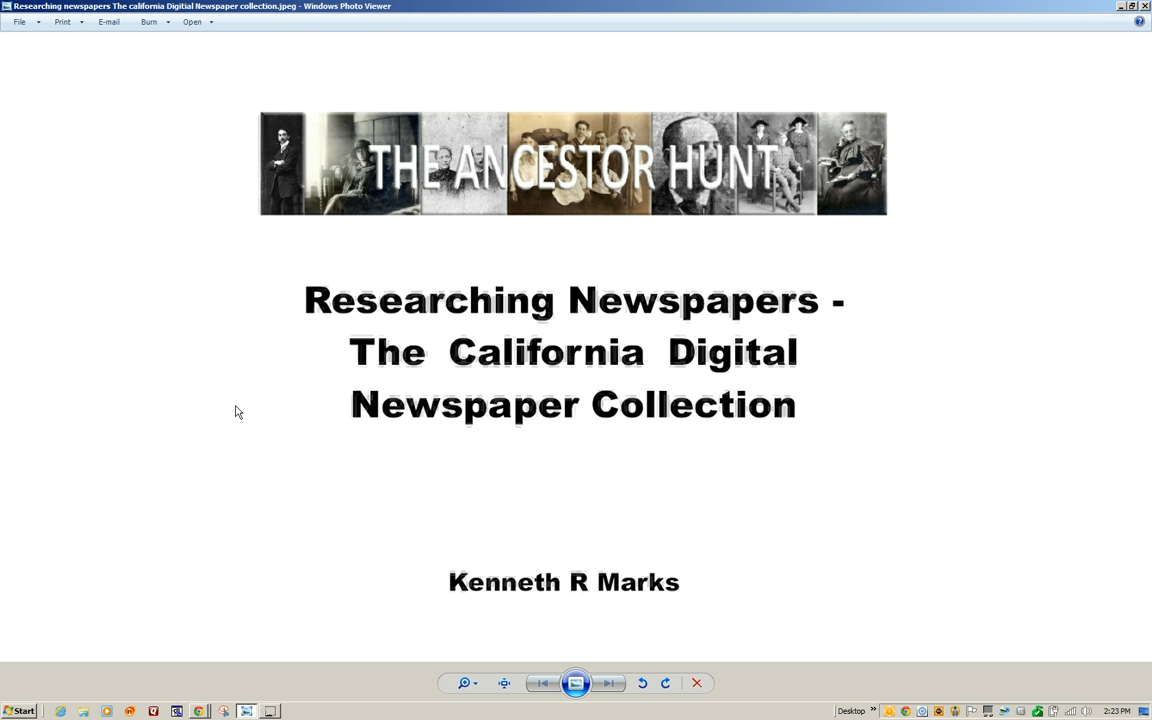 Researching newspapers The california Digitial Newspaper collection.jpeg - Windows Photo Viewer
File Print E-mail Burn Open
THE ANCESTOR HUNT
Researching Newspapers -
The California Digital
Newspaper Collection
Kenneth R Marks
Start Desktop » 2:23 PM